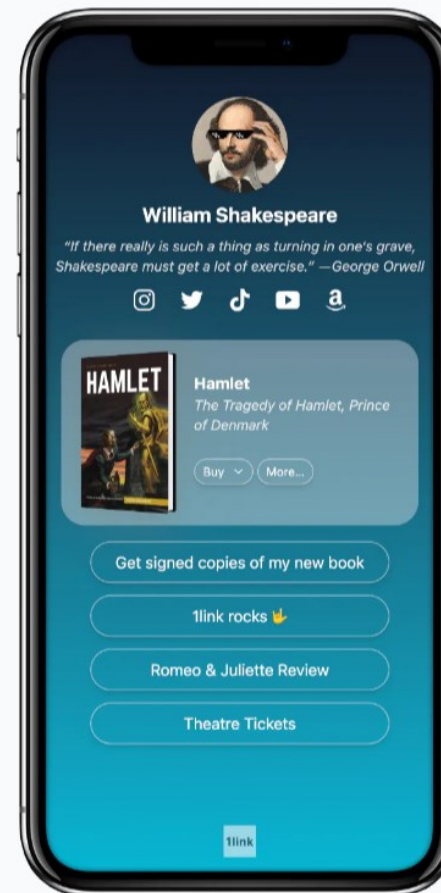 William Shakespeare
“If there really is such a thing as turning in one's grave,
Shakespeare must get a lot of exercise.” —George Orwell
HAMLET
Hamlet
The Tragedy of Hamlet, Prince
of Denmark
Buy
More...
Get signed copies of my new book
1link rocks 🤟
Romeo & Juliette Review
Theatre Tickets
1link